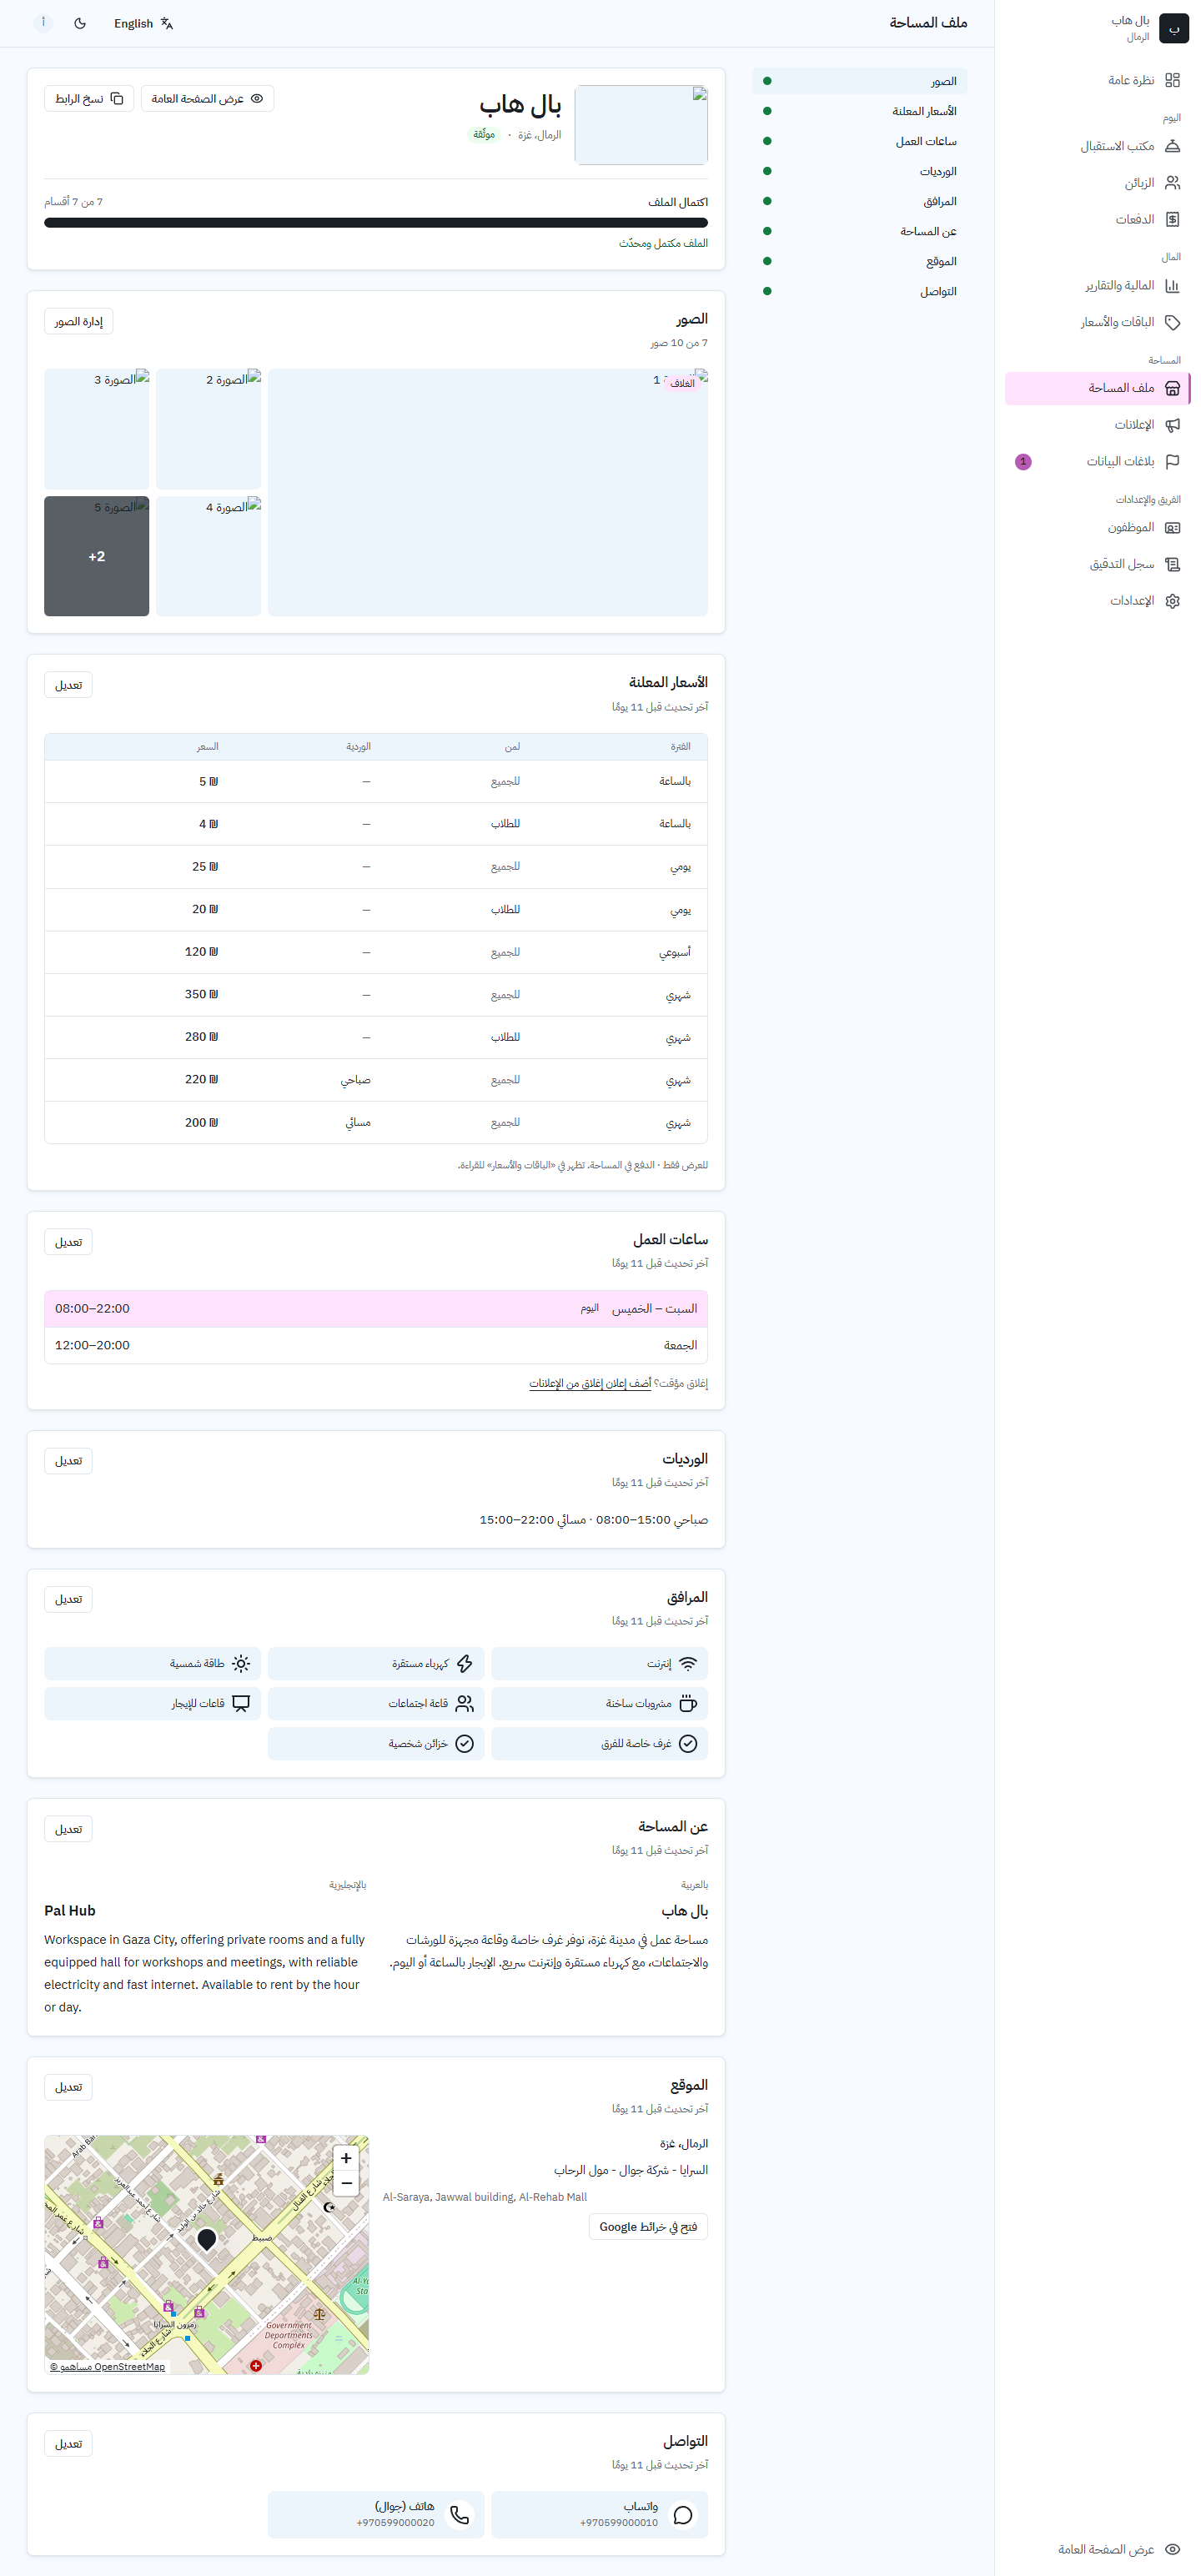 بال هاب
الرمال
نظرة عامة
اليوم
مكتب الاستقبال
الزبائن
الدفعات
المال
المالية والتقارير
الباقات والأسعار
المساحة
ملف المساحة
الإعلانات
بلاغات البيانات 1
الفريق والإعدادات
الموظفون
سجل التدقيق
الإعدادات
عرض الصفحة العامة
ملف المساحة
English
أ
الصور
الأسعار المعلنة
ساعات العمل
الورديات
المرافق
عن المساحة
الموقع
التواصل
بال هاب
الرمال، غزة · موثّقة
عرض الصفحة العامة
نسخ الرابط
اكتمال الملف
7 من 7 أقسام
الملف مكتمل ومحدّث
الصور
7 من 10 صور
إدارة الصور
الغلاف
1
الصورة 2
الصورة 3
الصورة 4
الصورة 5
+2
الأسعار المعلنة
آخر تحديث قبل 11 يومًا
تعديل
الفترة لمن الوردية السعر
بالساعة للجميع — ₪ 5
بالساعة للطلاب — ₪ 4
يومي للجميع — ₪ 25
يومي للطلاب — ₪ 20
أسبوعي للجميع — ₪ 120
شهري للجميع — ₪ 350
شهري للطلاب — ₪ 280
شهري للجميع صباحي ₪ 220
شهري للجميع مسائي ₪ 200
للعرض فقط · الدفع في المساحة. تظهر في «الباقات والأسعار» للقراءة.
ساعات العمل
آخر تحديث قبل 11 يومًا
تعديل
السبت – الخميس اليوم 08:00–22:00
الجمعة 12:00–20:00
إغلاق مؤقت؟ أضف إعلان إغلاق من الإعلانات
الورديات
آخر تحديث قبل 11 يومًا
تعديل
صباحي 08:00–15:00 · مسائي 15:00–22:00
المرافق
آخر تحديث قبل 11 يومًا
تعديل
إنترنت
كهرباء مستقرة
طاقة شمسية
مشروبات ساخنة
قاعة اجتماعات
قاعات للإيجار
غرف خاصة للفرق
خزائن شخصية
عن المساحة
آخر تحديث قبل 11 يومًا
تعديل
بالعربية
بال هاب
مساحة عمل في مدينة غزة، نوفر غرف خاصة وقاعة مجهزة للورشات
والاجتماعات، مع كهرباء مستقرة وإنترنت سريع. الإيجار بالساعة أو اليوم.
بالإنجليزية
Pal Hub
Workspace in Gaza City, offering private rooms and a fully
equipped hall for workshops and meetings, with reliable
electricity and fast internet. Available to rent by the hour
or day.
الموقع
آخر تحديث قبل 11 يومًا
تعديل
الرمال، غزة
السرايا - شركة جوال - مول الرحاب
Al-Saraya, Jawwal building, Al-Rehab Mall
فتح في خرائط Google
+
−
شارع خالد بن الوليد
شارع أحمد عبدالعزيز
شارع الجلاء
ضبيط
Government
Departments
Complex
© مساهمو OpenStreetMap
التواصل
آخر تحديث قبل 11 يومًا
تعديل
واتساب
+970599000010
هاتف (جوال)
+970599000020